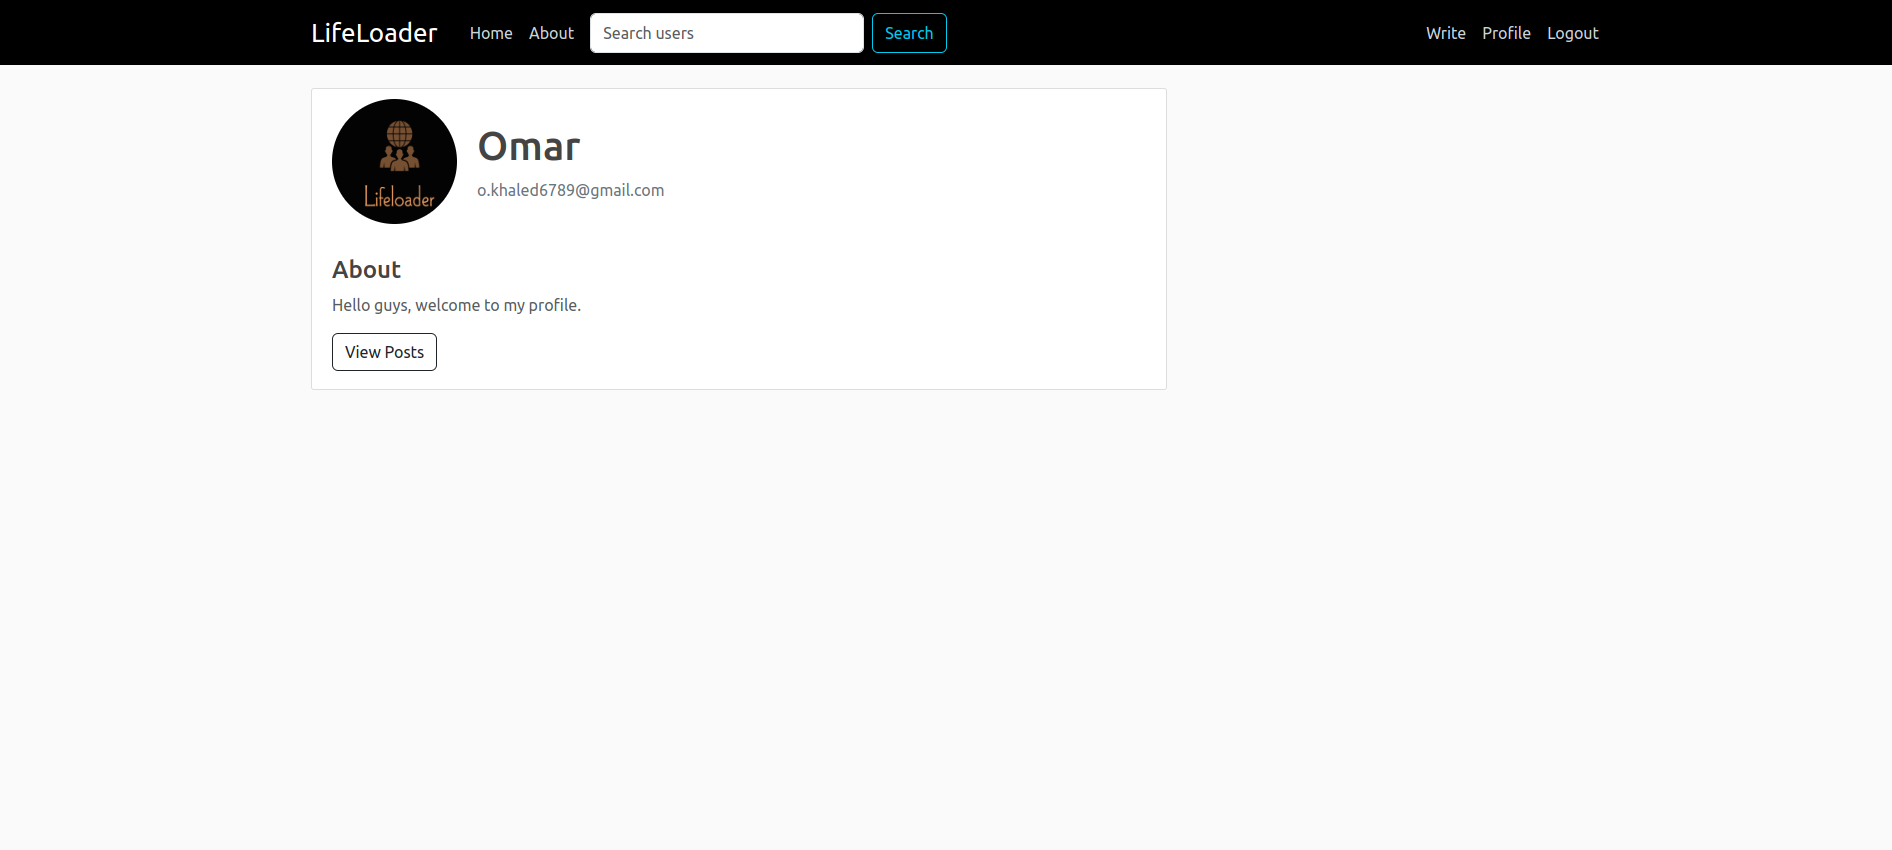 LifeLoader Home About Search users Search Write Profile Logout
Lifeloader
Omar
o.khaled6789@gmail.com
About
Hello guys, welcome to my profile.
View Posts